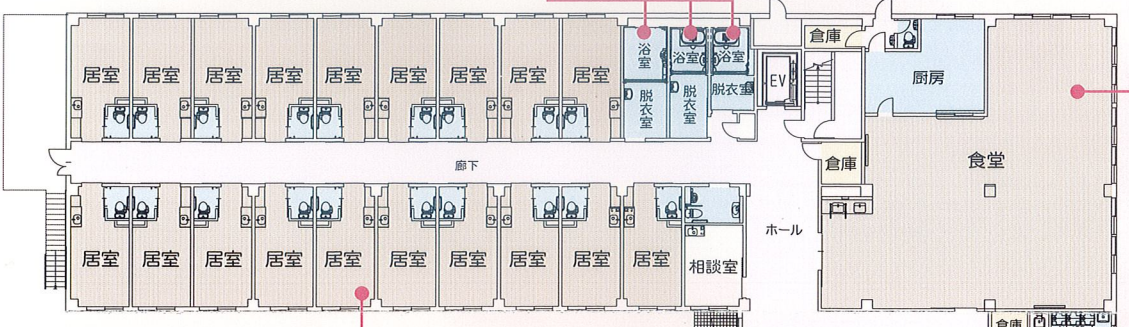 倉庫
居室 居室 居室 居室 居室 居室 居室 居室 居室 浴室 浴室 浴室
EV
厨房
脱衣室 脱衣室 脱衣室
廊下
倉庫
食堂
ホール
居室 居室 居室 居室 居室 居室 居室 居室 居室 居室 相談室
倉庫